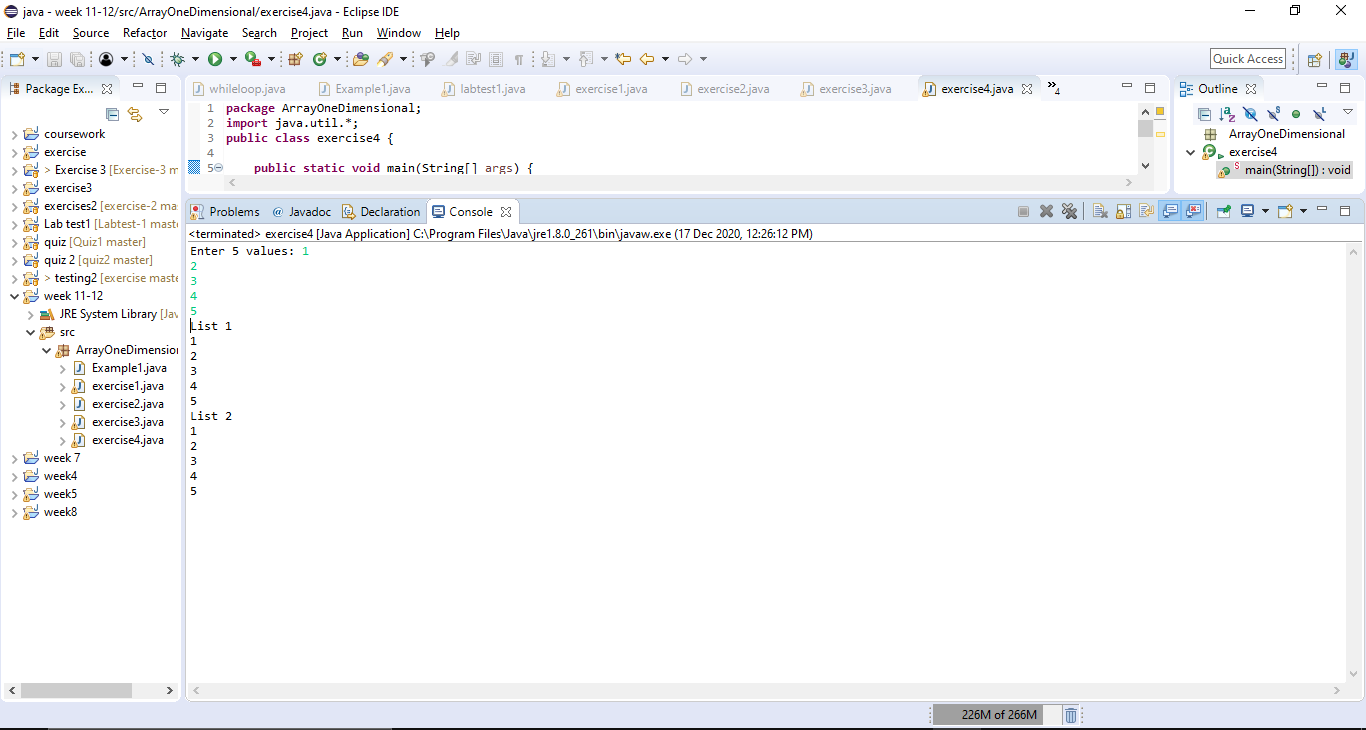 java - week 11-12/src/ArrayOneDimensional/exercise4.java - Eclipse IDE
File Edit Source Refactor Navigate Search Project Run Window Help
Quick Access
Package Ex...
coursework
exercise
> Exercise 3 [Exercise-3 m
exercise3
exercises2 [exercise-2 ma
Lab test1 [Labtest-1 mast
quiz [Quiz1 master]
quiz 2 [quiz2 master]
> testing2 [exercise maste
week 11-12
JRE System Library [Jav
src
ArrayOneDimension
Example1.java
exercise1.java
exercise2.java
exercise3.java
exercise4.java
week 7
week4
week5
week8
whileloop.java Example1.java labtest1.java exercise1.java exercise2.java exercise3.java exercise4.java »4
1 package ArrayOneDimensional;
2 import java.util.*;
3 public class exercise4 {
4
5 public static void main(String[] args) {
Outline
ArrayOneDimensional
exercise4
main(String[]) : void
Problems @ Javadoc Declaration Console
<terminated> exercise4 [Java Application] C:\Program Files\Java\jre1.8.0_261\bin\javaw.exe (17 Dec 2020, 12:26:12 PM)
Enter 5 values: 1
2
3
4
5
List 1
1
2
3
4
5
List 2
1
2
3
4
5
226M of 266M